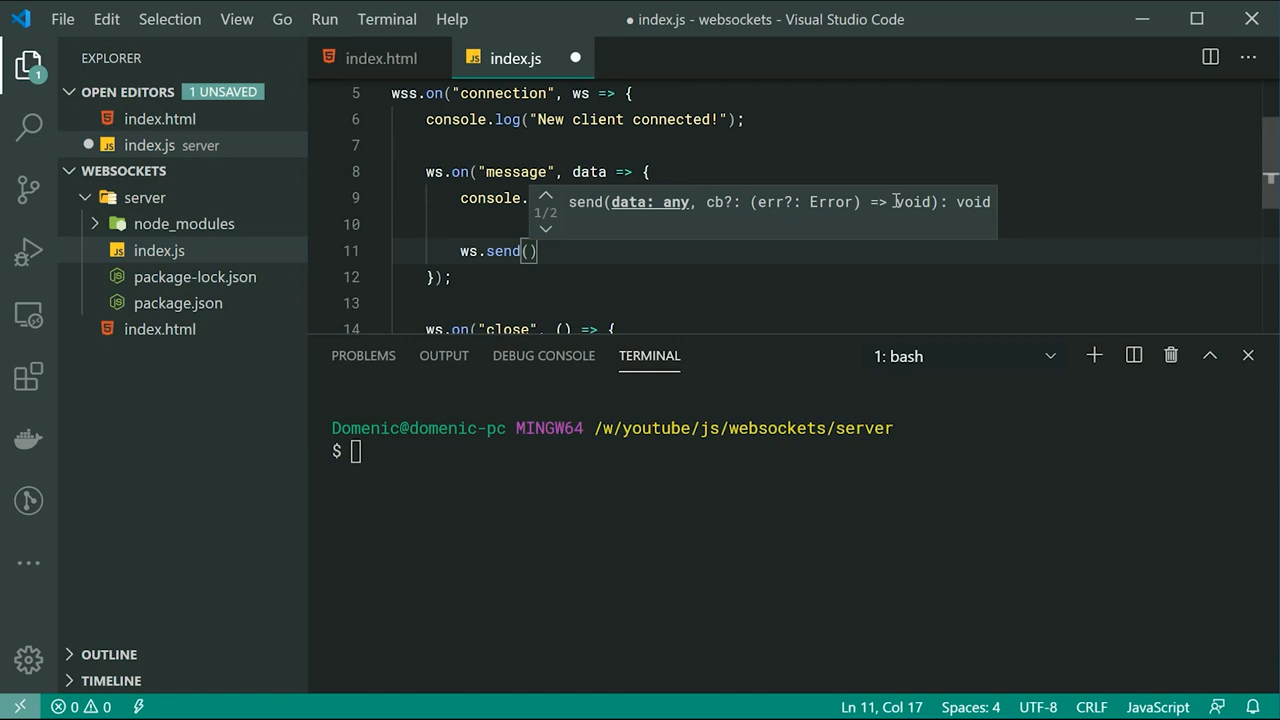 File Edit Selection View Go Run Terminal Help ● index.js - websockets - Visual Studio Code
EXPLORER
OPEN EDITORS 1 UNSAVED
index.html
index.js server
WEBSOCKETS
server
node_modules
index.js
package-lock.json
package.json
index.html
OUTLINE
TIMELINE
1
index.html index.js
5 wss.on("connection", ws => {
6 console.log("New client connected!");
7
8 ws.on("message", data => {
9 console.
1/2 send(data: any, cb?: (err?: Error) => void): void
10
11 ws.send()
12 });
13
14 ws.on("close", () => {
PROBLEMS OUTPUT DEBUG CONSOLE TERMINAL 1: bash
Domenic@domenic-pc MINGW64 /w/youtube/js/websockets/server
$
0 0 Ln 11, Col 17 Spaces: 4 UTF-8 CRLF JavaScript